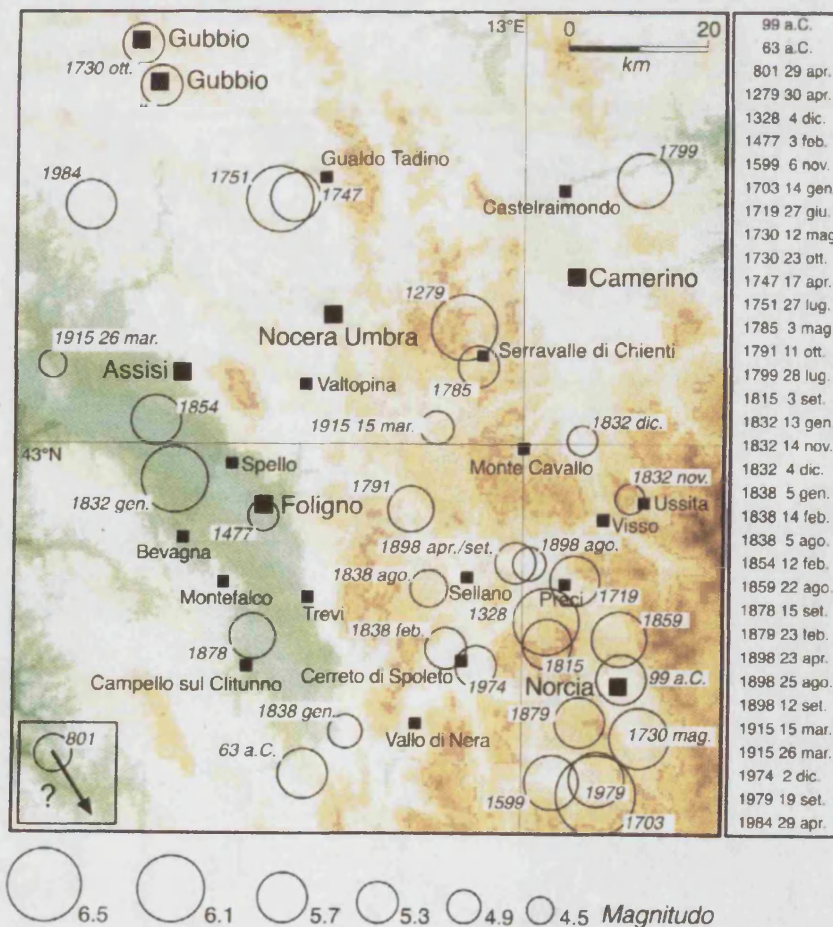 Gubbio
1730 ott.
Gubbio
13°E
0 20
km
1984
1751
Gualdo Tadino
1747
1799
Castelraimondo
Camerino
1279
Nocera Umbra
Serravalle di Chienti
1785
1915 26 mar.
Assisi
Valtopina
1854
1915 15 mar.
1832 dic.
43°N
Spello
Monte Cavallo
1832 gen.
1791
1832 nov.
Foligno
Ussita
1477
Visso
Bevagna
1898 apr./set.
1898 ago.
1838 ago.
Sellano
Preci
1719
Montefalco
Trevi
1328
1859
1838 feb.
1878
1815
Campello sul Clitunno
Cerreto di Spoleto
1974
Norcia
99 a.C.
1838 gen.
Vallo di Nera
1879
1730 mag.
801
63 a.C.
?
1599
1979
1703
99 a.C.
63 a.C.
801 29 apr.
1279 30 apr.
1328 4 dic.
1477 3 feb.
1599 6 nov.
1703 14 gen.
1719 27 giu.
1730 12 mag
1730 23 ott.
1747 17 apr.
1751 27 lug.
1785 3 mag
1791 11 ott.
1799 28 lug.
1815 3 set.
1832 13 gen
1832 14 nov.
1832 4 dic.
1838 5 gen.
1838 14 feb.
1838 5 ago.
1854 12 feb.
1859 22 ago.
1878 15 set.
1879 23 feb.
1898 23 apr.
1898 25 ago.
1898 12 set.
1915 15 mar.
1915 26 mar.
1974 2 dic.
1979 19 set.
1984 29 apr.
6.5 6.1 5.7 5.3 4.9 4.5 Magnitudo